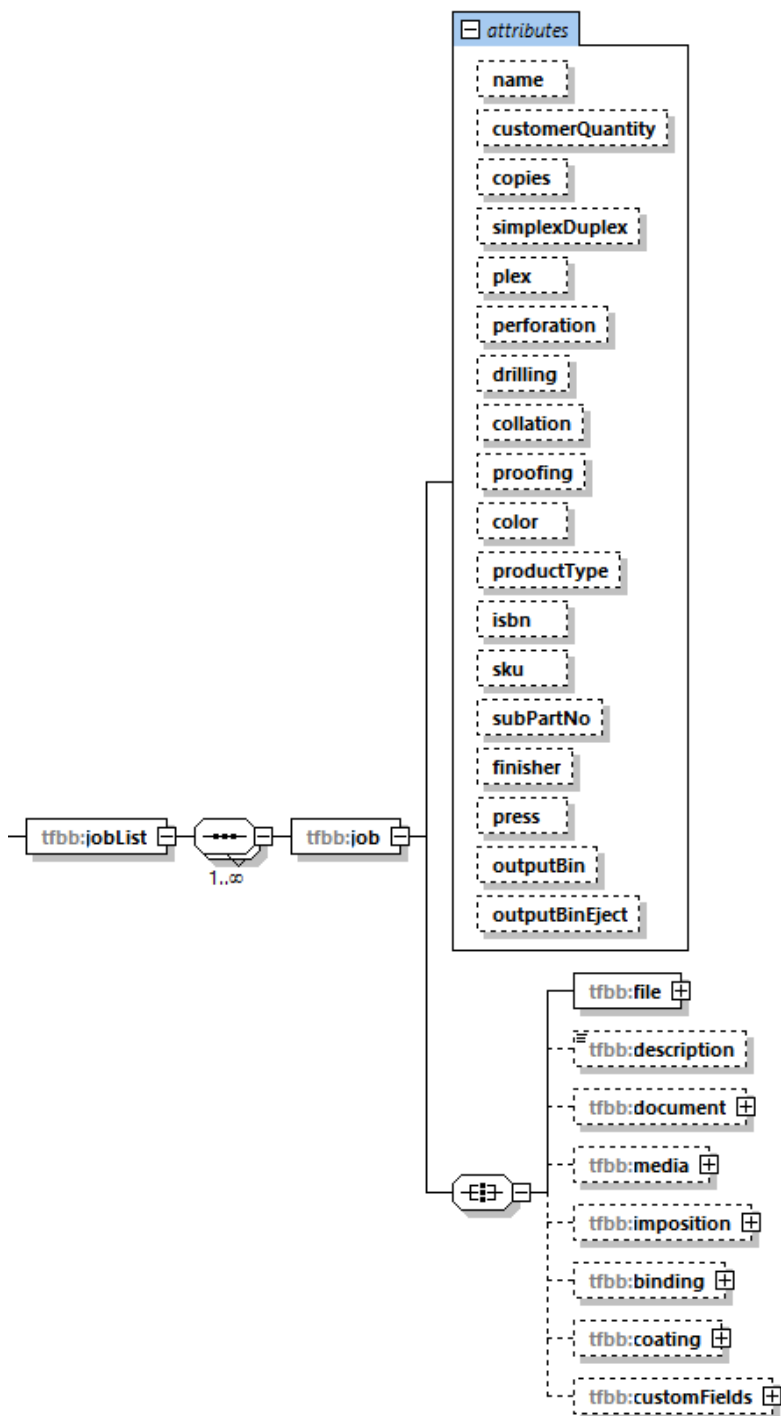 attributes
name
customerQuantity
copies
simplexDuplex
plex
perforation
drilling
collation
proofing
color
productType
isbn
sku
subPartNo
finisher
press
outputBin
outputBinEject
tfbb:jobList
1..∞
tfbb:job
tfbb:file
tfbb:description
tfbb:document
tfbb:media
tfbb:imposition
tfbb:binding
tfbb:coating
tfbb:customFields